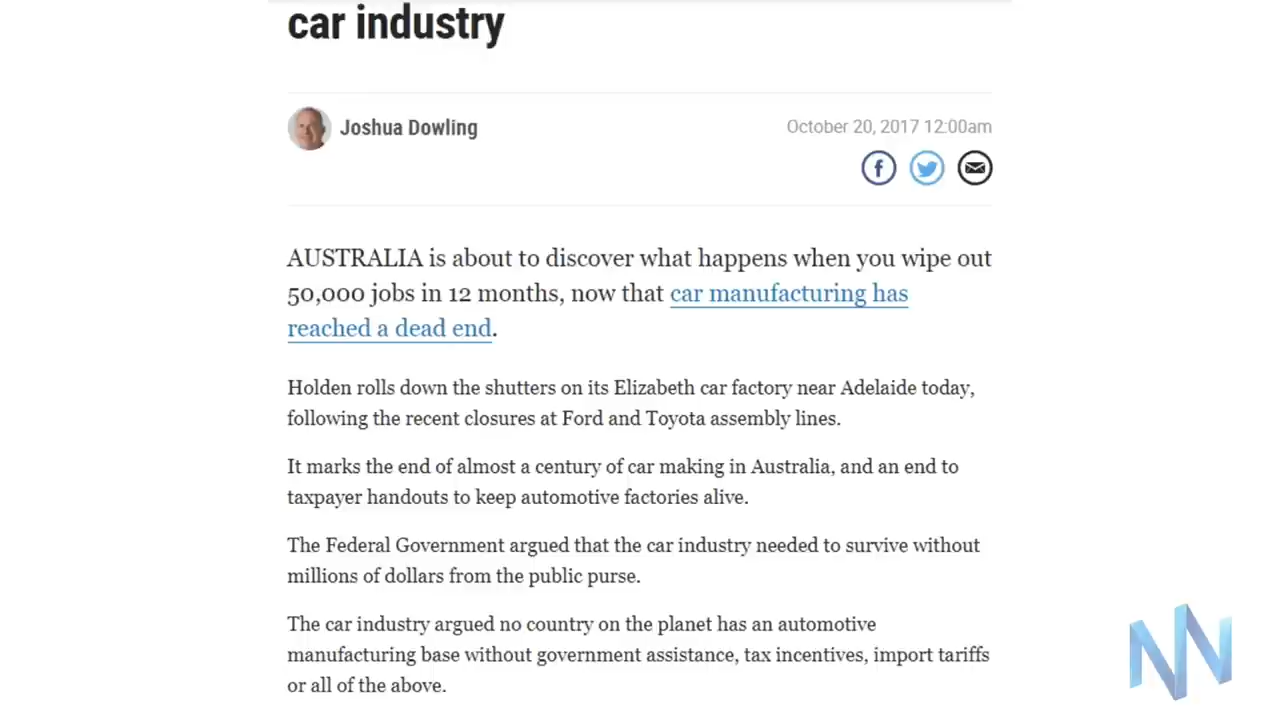 car industry
Joshua Dowling
October 20, 2017 12:00am
AUSTRALIA is about to discover what happens when you wipe out
50,000 jobs in 12 months, now that car manufacturing has
reached a dead end.
Holden rolls down the shutters on its Elizabeth car factory near Adelaide today,
following the recent closures at Ford and Toyota assembly lines.
It marks the end of almost a century of car making in Australia, and an end to
taxpayer handouts to keep automotive factories alive.
The Federal Government argued that the car industry needed to survive without
millions of dollars from the public purse.
The car industry argued no country on the planet has an automotive
manufacturing base without government assistance, tax incentives, import tariffs
or all of the above.